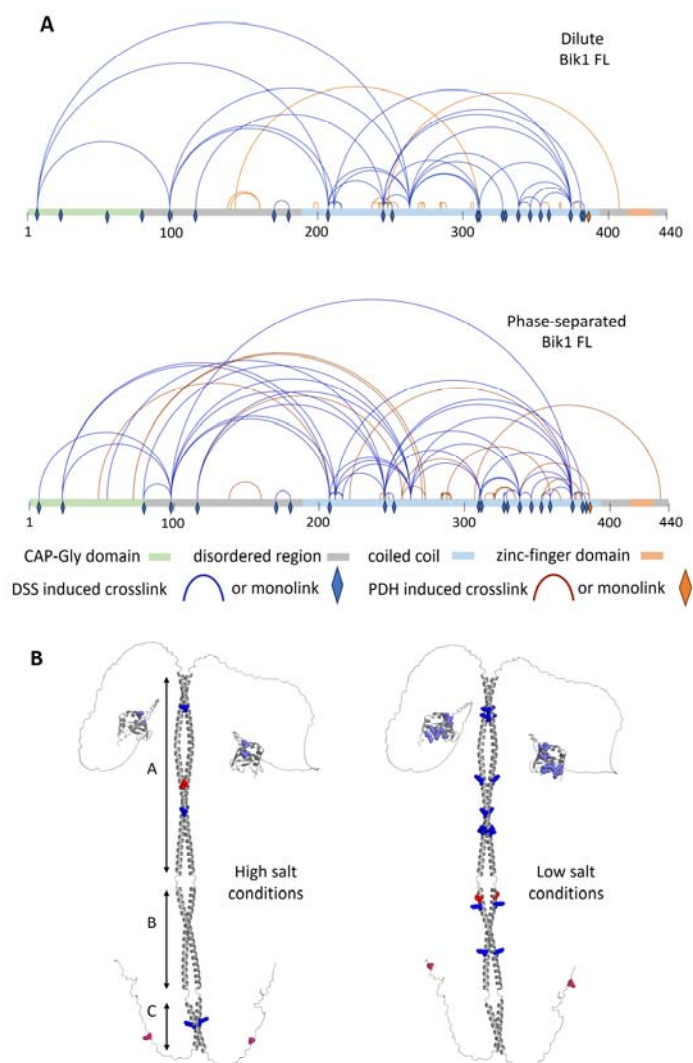 A
Dilute
Bik1 FL
1 100 200 300 400 440
Phase-separated
Bik1 FL
1 100 200 300 400 440
CAP-Gly domain disordered region coiled coil zinc-finger domain
DSS induced crosslink or monolink PDH induced crosslink or monolink
B
A
High salt
conditions
Low salt
conditions
B
C